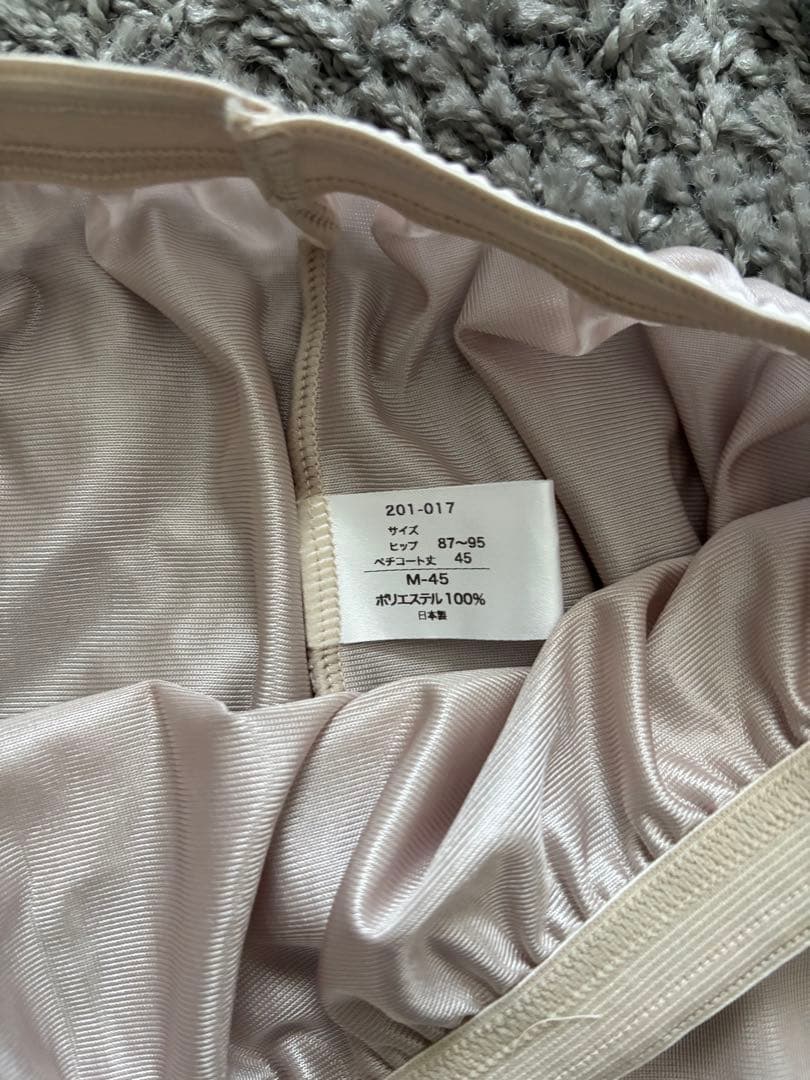 201-017
サイズ
ヒップ 87〜95
ペチコート丈 45
M-45
ポリエステル100%
日本製